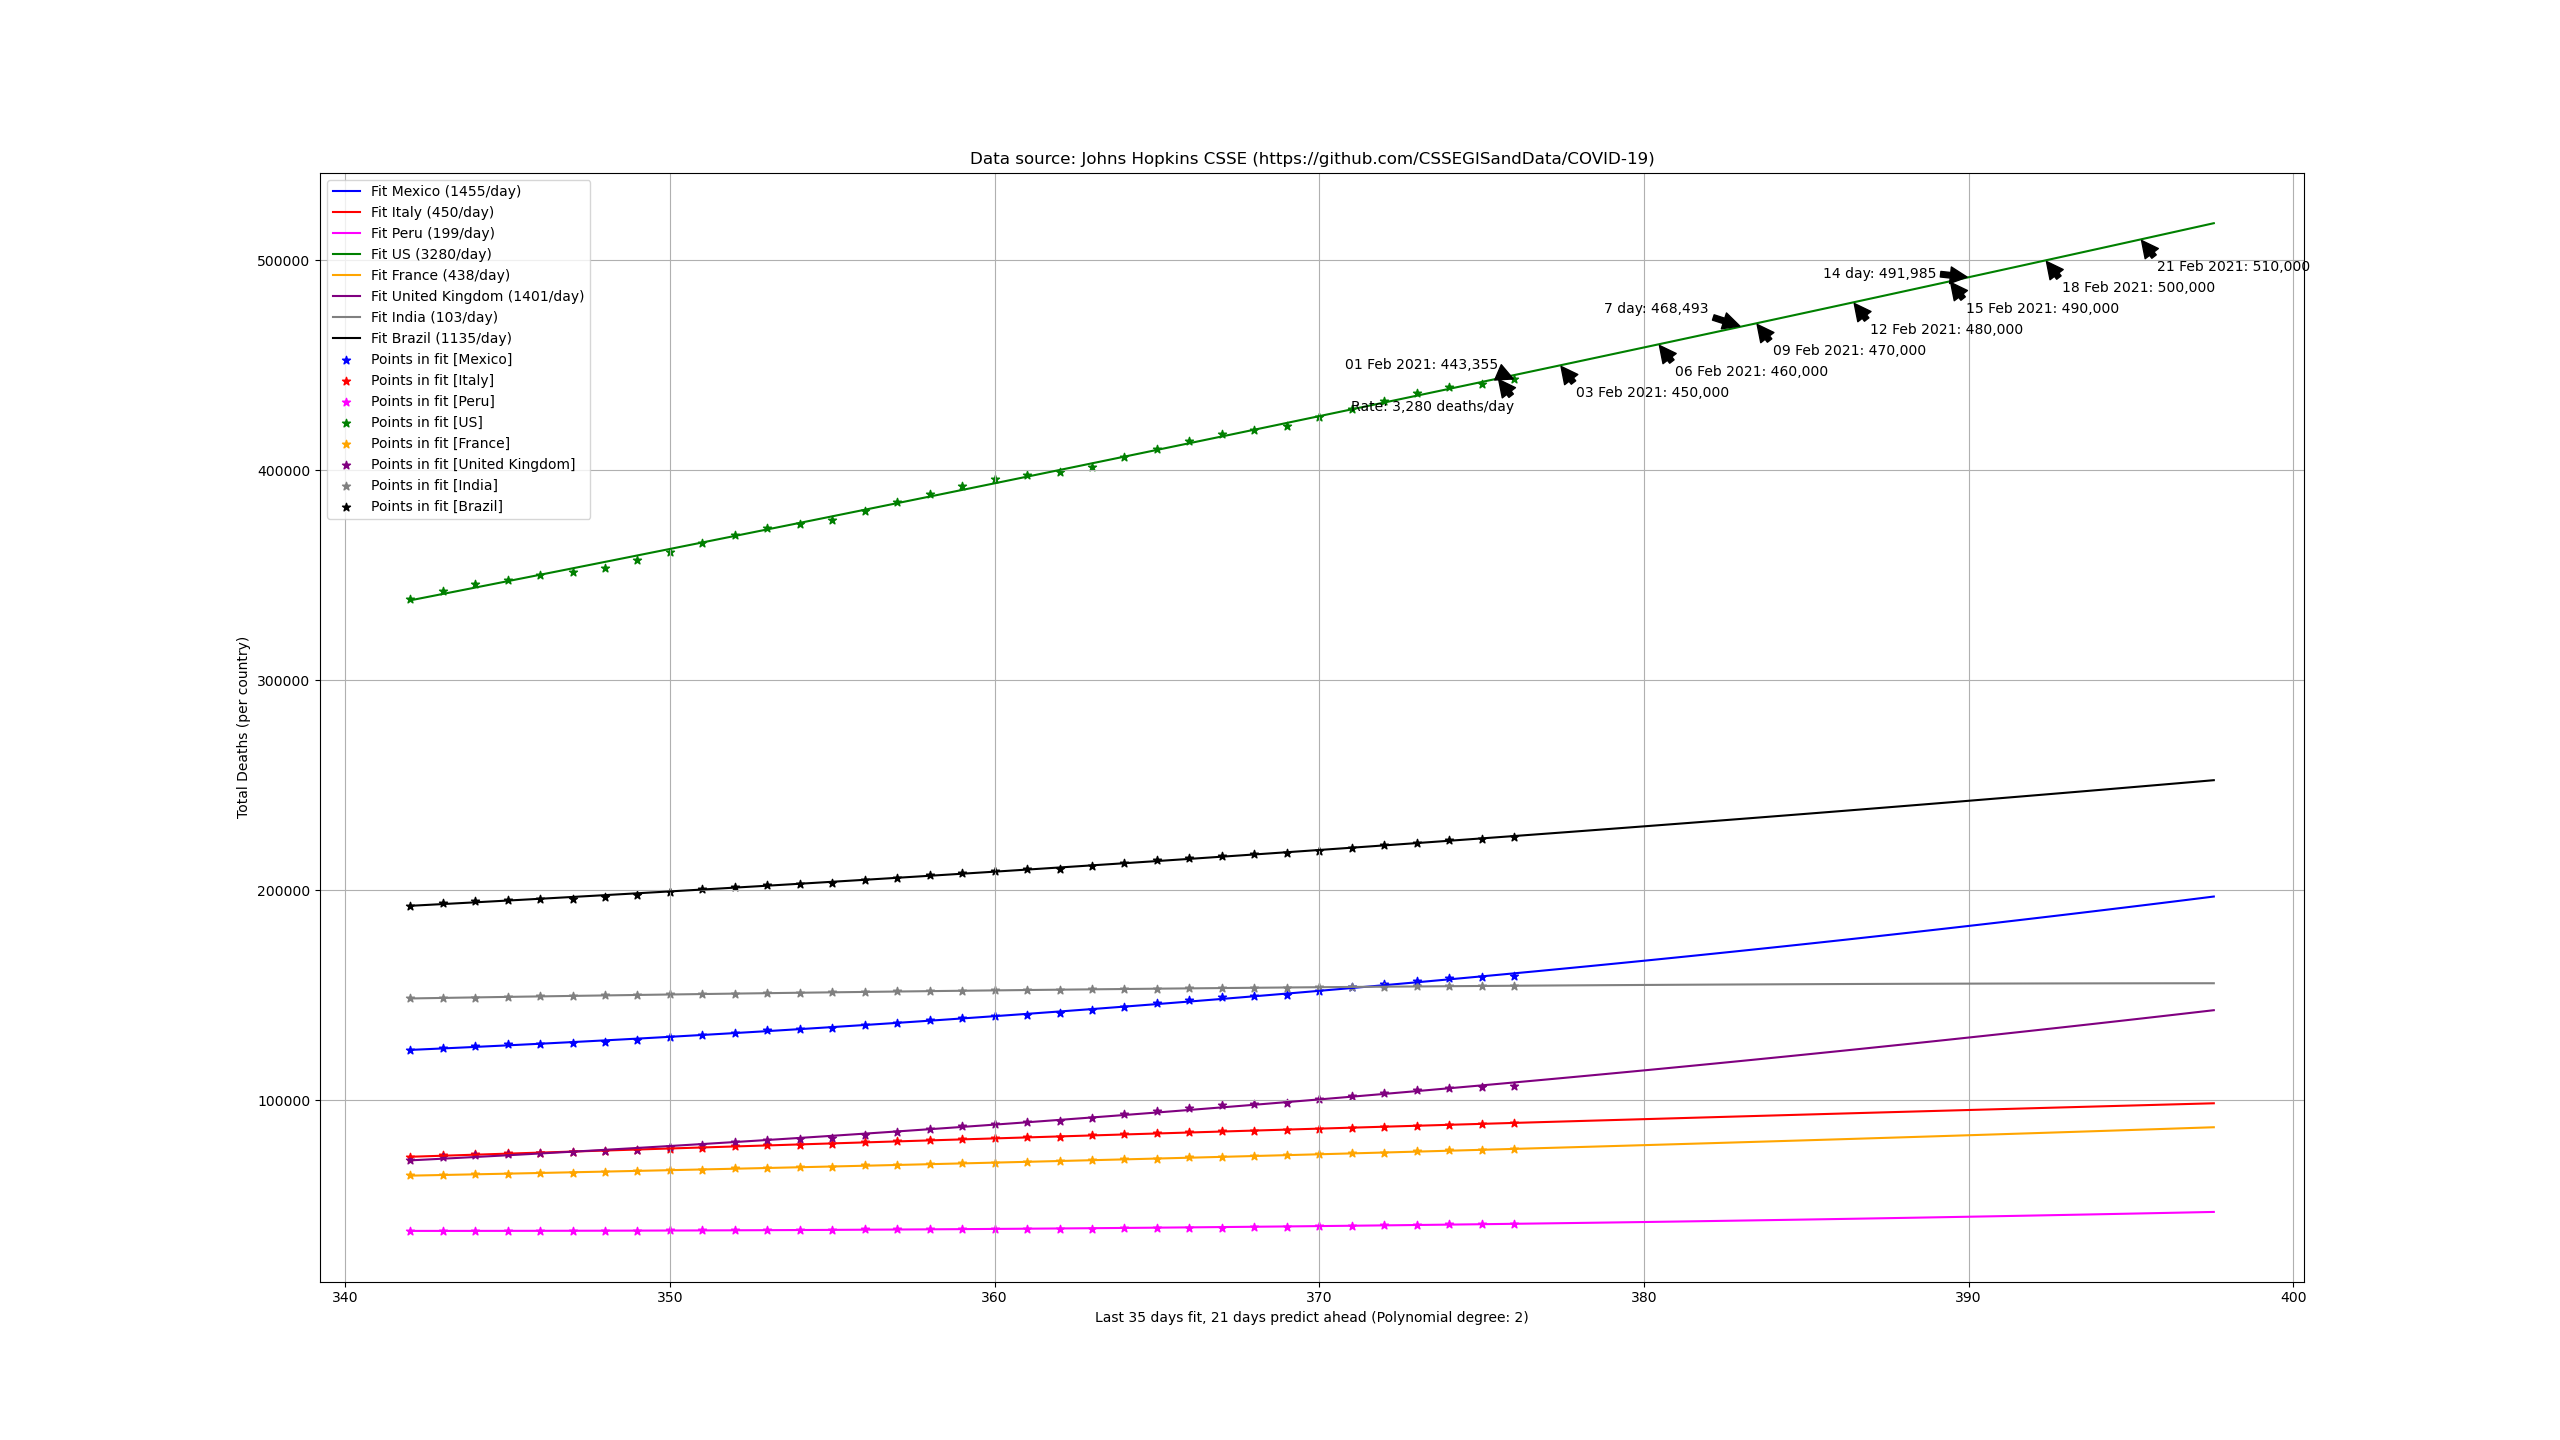 Data source: Johns Hopkins CSSE (https://github.com/CSSEGISandData/COVID-19)
Fit Mexico (1455/day)
Fit Italy (450/day)
Fit Peru (199/day)
Fit US (3280/day)
Fit France (438/day)
Fit United Kingdom (1401/day)
Fit India (103/day)
Fit Brazil (1135/day)
Points in fit [Mexico]
Points in fit [Italy]
Points in fit [Peru]
Points in fit [US]
Points in fit [France]
Points in fit [United Kingdom]
Points in fit [India]
Points in fit [Brazil]
21 Feb 2021: 510,000
14 day: 491,985
18 Feb 2021: 500,000
7 day: 468,493
15 Feb 2021: 490,000
12 Feb 2021: 480,000
09 Feb 2021: 470,000
01 Feb 2021: 443,355
06 Feb 2021: 460,000
03 Feb 2021: 450,000
Rate: 3,280 deaths/day
Total Deaths (per country)
500000
400000
300000
200000
100000
340 350 360 370 380 390 400
Last 35 days fit, 21 days predict ahead (Polynomial degree: 2)